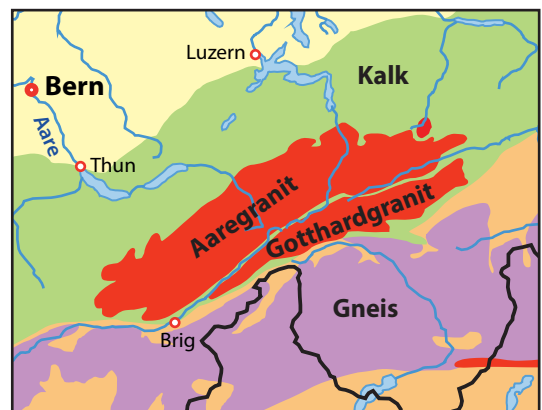 Luzern
Kalk
Bern
Aare
Thun
Aaregranit
Gotthardgranit
Gneis
Brig